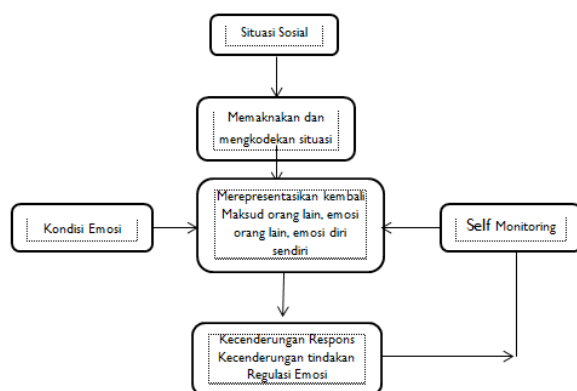 Situasi Sosial
Memaknakan dan
mengkodekan situasi
Merepresentasikan kembali
Maksud orang lain, emosi
orang lain, emosi diri
sendiri
Kondisi Emosi
Self Monitoring
Kecenderungan Respons
Kecenderungan tindakan
Regulasi Emosi